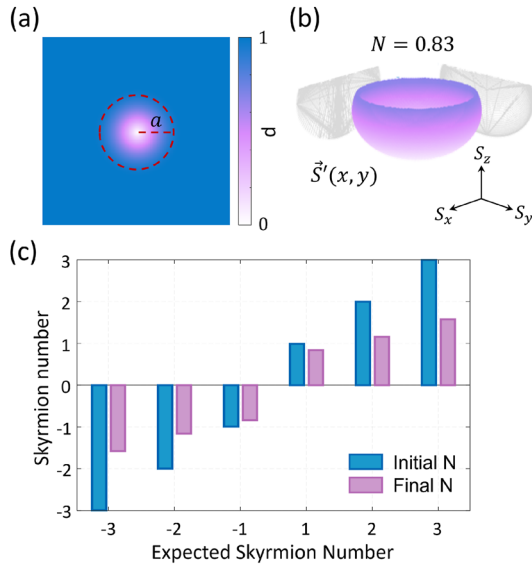 (a)
1
a
d
0
(b)
N = 0.83
S⃗′(x, y)
S_z
S_x
S_y
(c)
Skyrmion number
3
2
1
0
-1
-2
-3
Initial N
Final N
-3 -2 -1 1 2 3
Expected Skyrmion Number